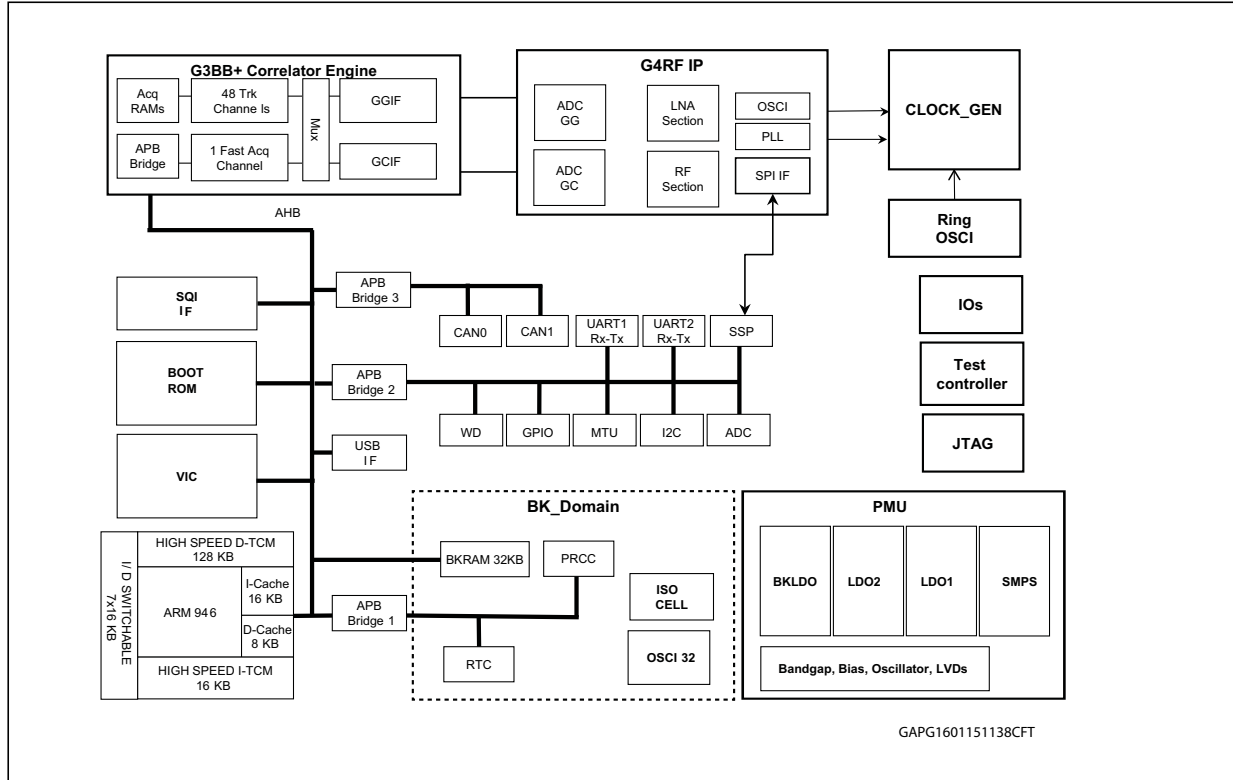 G3BB+ Correlator Engine
Acq
RAMs
48 Trk
Channe ls
Mux
GGIF
APB
Bridge
1 Fast Acq
Channel
GCIF
G4RF IP
ADC
GG
LNA
Section
OSCI
PLL
ADC
GC
RF
Section
SPI IF
CLOCK_GEN
Ring
OSCI
AHB
SQI
IF
APB
Bridge 3
CAN0
CAN1
UART1
Rx-Tx
UART2
Rx-Tx
SSP
IOs
BOOT
ROM
APB
Bridge 2
Test
controller
WD
GPIO
MTU
I2C
ADC
JTAG
VIC
USB
IF
BK_Domain
BKRAM 32KB
PRCC
ISO
CELL
APB
Bridge 1
RTC
OSCI 32
PMU
BKLDO
LDO2
LDO1
SMPS
Bandgap, Bias, Oscillator, LVDs
I/ D SWITCHABLE
7x16 KB
HIGH SPEED D-TCM
128 KB
ARM 946
I-Cache
16 KB
D-Cache
8 KB
HIGH SPEED I-TCM
16 KB
GAPG1601151138CFT